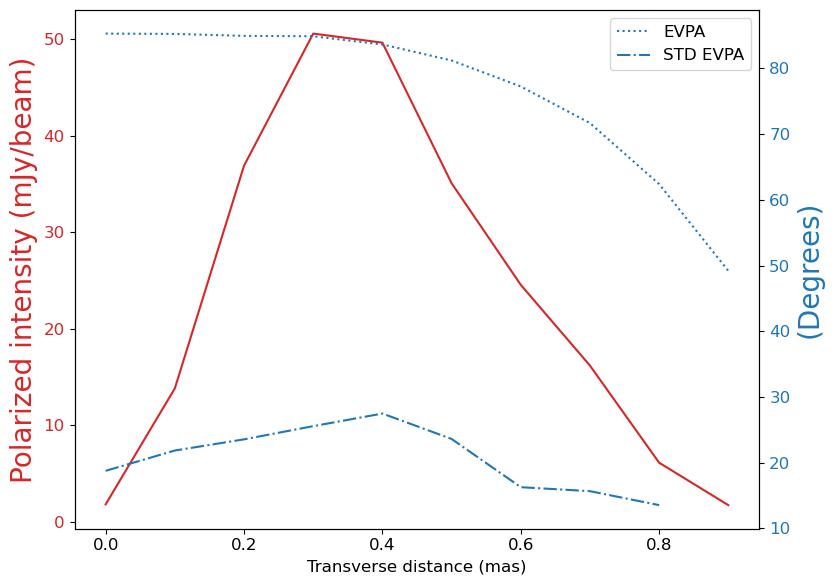 Polarized intensity (mJy/beam)
50
40
30
20
10
0
0.0 0.2 0.4 0.6 0.8
Transverse distance (mas)
EVPA
STD EVPA
80
70
60
50
40
30
20
10
(Degrees)